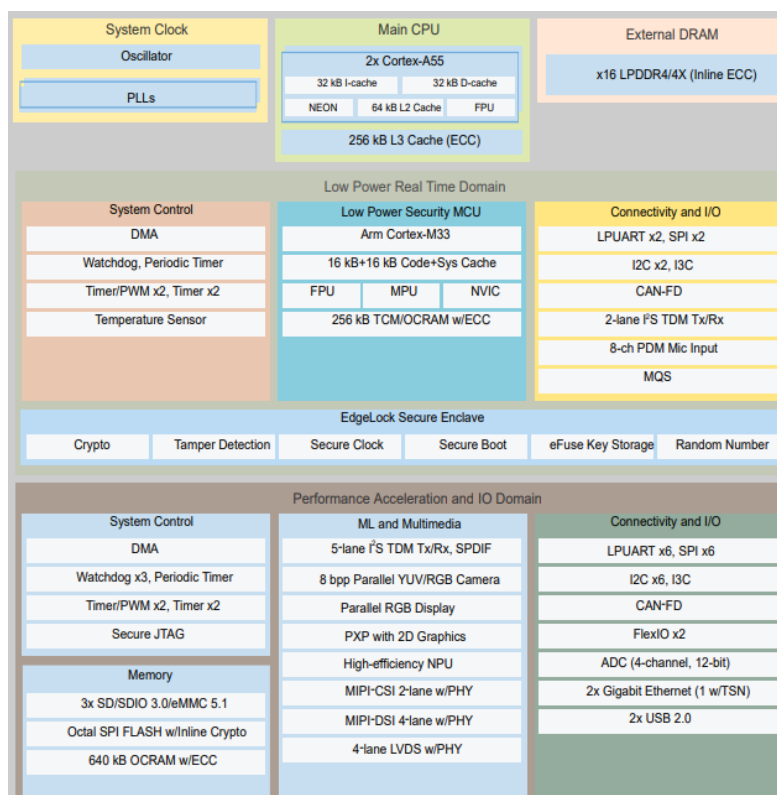 System Clock
Oscillator
PLLs
Main CPU
2x Cortex-A55
32 kB I-cache
32 kB D-cache
NEON
64 kB L2 Cache
FPU
256 kB L3 Cache (ECC)
External DRAM
x16 LPDDR4/4X (Inline ECC)
Low Power Real Time Domain
System Control
DMA
Watchdog, Periodic Timer
Timer/PWM x2, Timer x2
Temperature Sensor
Low Power Security MCU
Arm Cortex-M33
16 kB+16 kB Code+Sys Cache
FPU
MPU
NVIC
256 kB TCM/OCRAM w/ECC
Connectivity and I/O
LPUART x2, SPI x2
I2C x2, I3C
CAN-FD
2-lane I²S TDM Tx/Rx
8-ch PDM Mic Input
MQS
EdgeLock Secure Enclave
Crypto
Tamper Detection
Secure Clock
Secure Boot
eFuse Key Storage
Random Number
Performance Acceleration and IO Domain
System Control
DMA
Watchdog x3, Periodic Timer
Timer/PWM x2, Timer x2
Secure JTAG
Memory
3x SD/SDIO 3.0/eMMC 5.1
Octal SPI FLASH w/Inline Crypto
640 kB OCRAM w/ECC
ML and Multimedia
5-lane I²S TDM Tx/Rx, SPDIF
8 bpp Parallel YUV/RGB Camera
Parallel RGB Display
PXP with 2D Graphics
High-efficiency NPU
MIPI-CSI 2-lane w/PHY
MIPI-DSI 4-lane w/PHY
4-lane LVDS w/PHY
Connectivity and I/O
LPUART x6, SPI x6
I2C x6, I3C
CAN-FD
FlexIO x2
ADC (4-channel, 12-bit)
2x Gigabit Ethernet (1 w/TSN)
2x USB 2.0